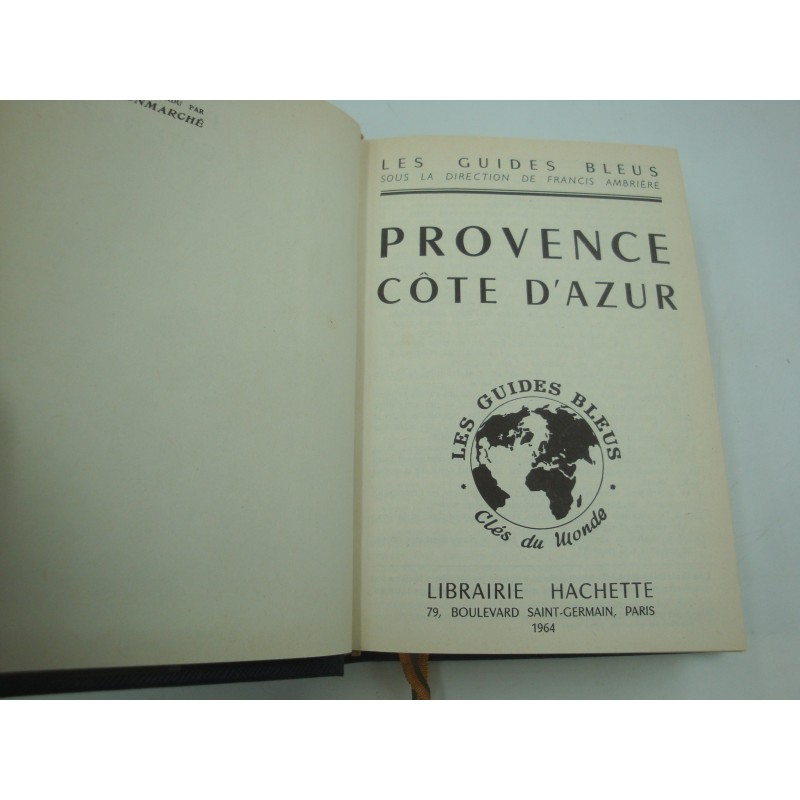 PAR
LES GUIDES BLEUS
SOUS LA DIRECTION DE FRANCIS AMBRIÈRE
PROVENCE
CÔTE D'AZUR
LES GUIDES BLEUS
Clés du Monde
LIBRAIRIE HACHETTE
79, BOULEVARD SAINT-GERMAIN, PARIS
1964